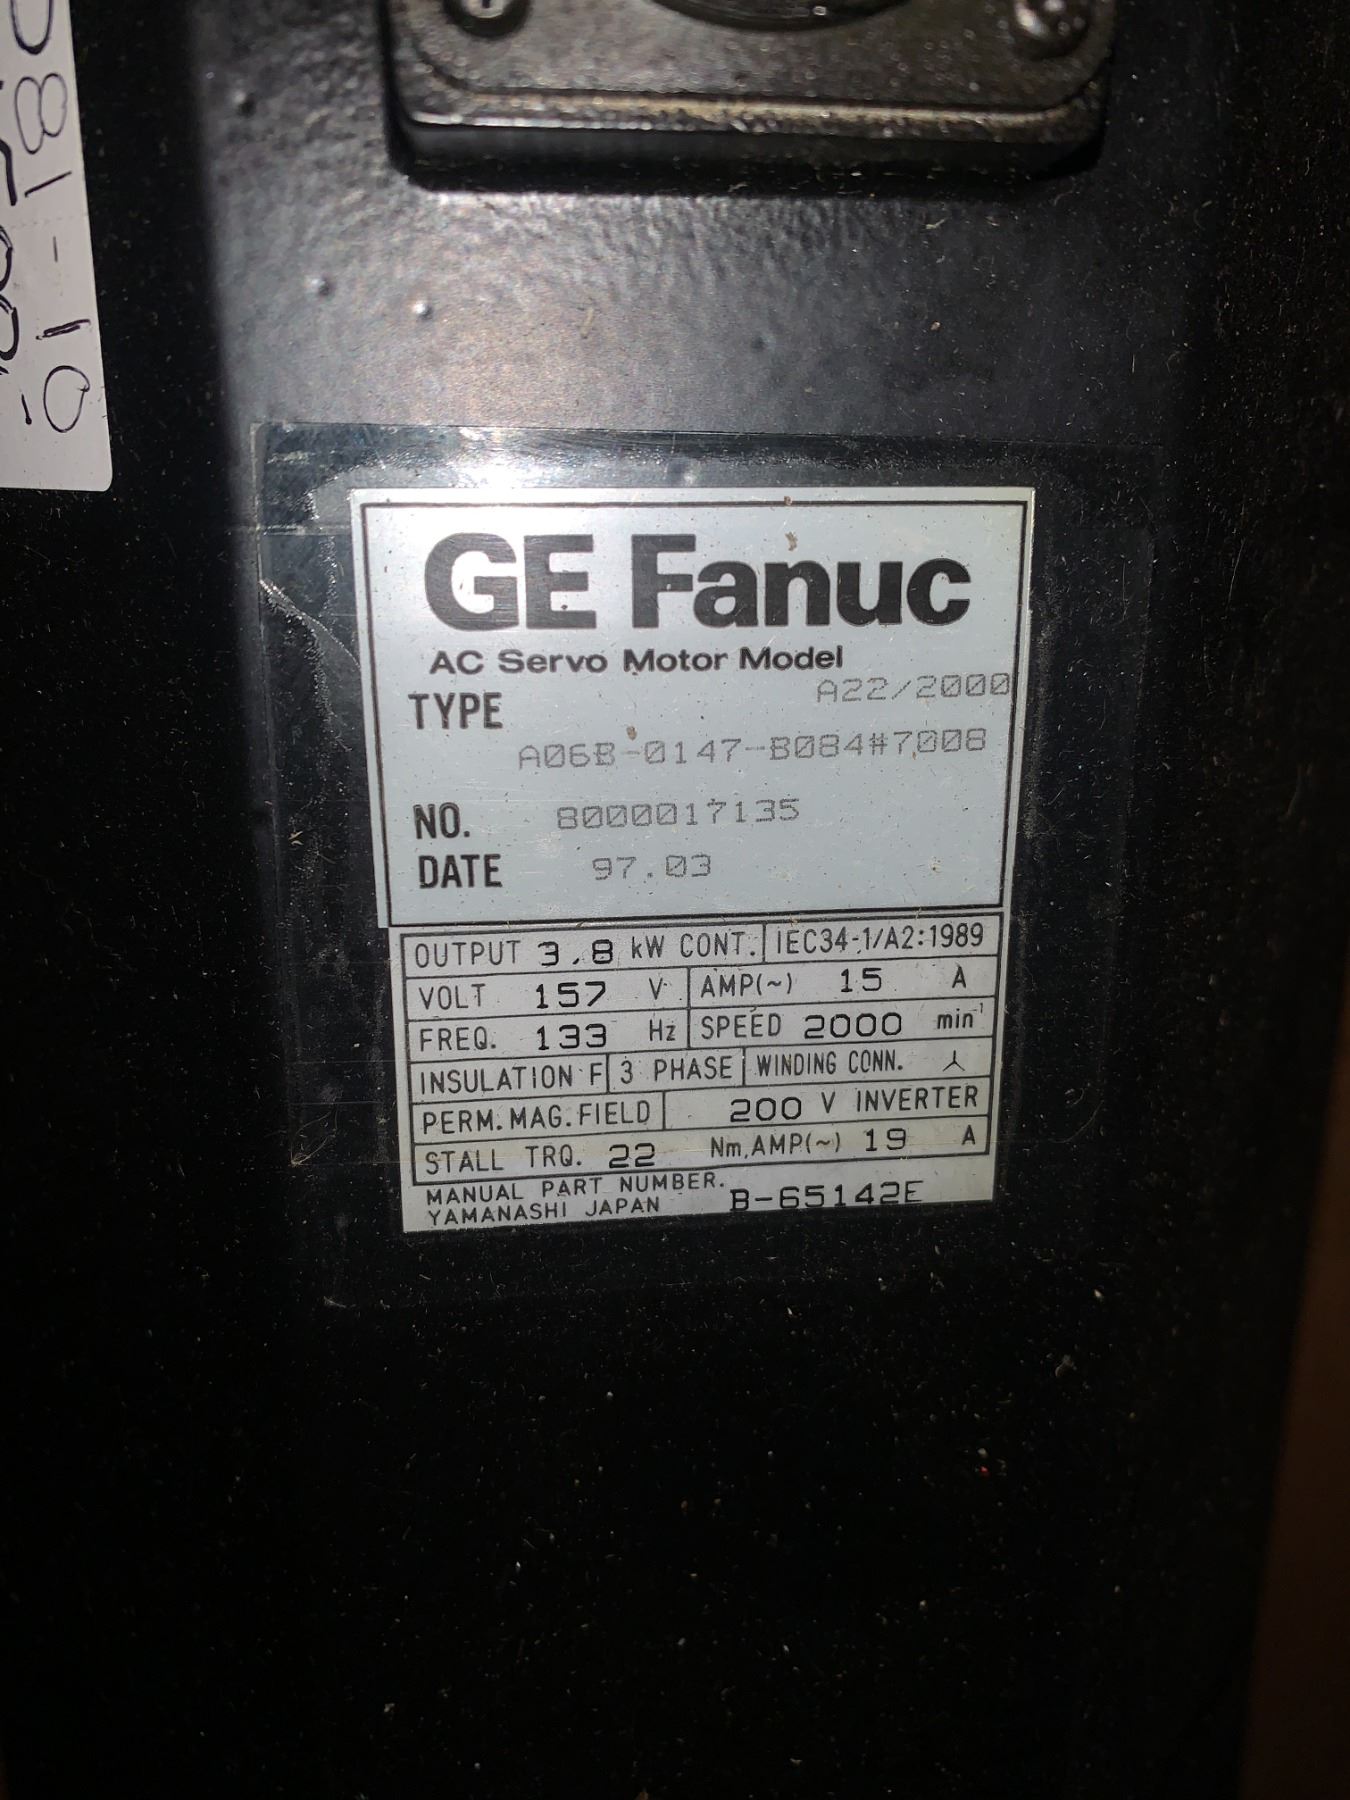 GE Fanuc
AC Servo Motor Model
TYPE A22/2000
A06B-0147-B084#7008
NO. 8000017135
DATE 97.03
OUTPUT 3.8 kW CONT. IEC34-1/A2:1989
VOLT 157 V AMP(~) 15 A
FREQ. 133 Hz SPEED 2000 min⁻¹
INSULATION F 3 PHASE WINDING CONN. 人
PERM. MAG. FIELD 200 V INVERTER
STALL TRQ. 22 Nm, AMP(~) 19 A
MANUAL PART NUMBER.
YAMANASHI JAPAN B-65142E